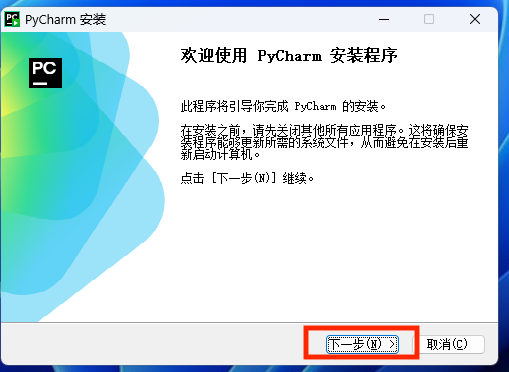 PC PyCharm 安装
PC
欢迎使用 PyCharm 安装程序
此程序将引导你完成 PyCharm 的安装。
在安装之前，请先关闭其他所有应用程序。这将确保安
装程序能够更新所需的系统文件，从而避免在安装后重
新启动计算机。
点击 [下一步(N)] 继续。
下一步(N) >
取消(C)